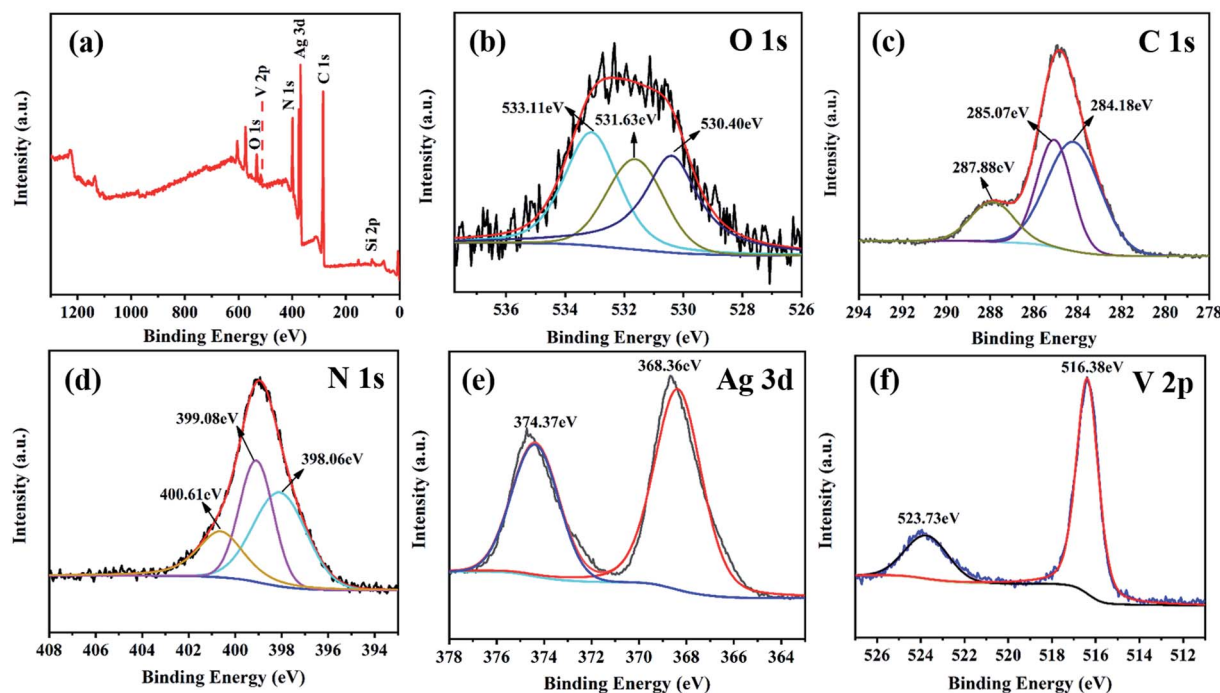 (a)
O 1s
V 2p
N 1s
Ag 3d
C 1s
Si 2p
Intensity (a.u.)
1200 1000 800 600 400 200 0
Binding Energy (eV)
(b)
O 1s
533.11eV
531.63eV
530.40eV
Intensity (a.u.)
536 534 532 530 528 526
Binding Energy (eV)
(c)
C 1s
285.07eV
284.18eV
287.88eV
Intensity (a.u.)
294 292 290 288 286 284 282 280 278
Binding Energy
(d)
N 1s
399.08eV
398.06eV
400.61eV
Intensity (a.u.)
408 406 404 402 400 398 396 394
Binding Energy (eV)
(e)
Ag 3d
368.36eV
374.37eV
Intensity (a.u.)
378 376 374 372 370 368 366 364
Binding Energy (eV)
(f)
V 2p
516.38eV
523.73eV
Intensity (a.u.)
526 524 522 520 518 516 514 512
Binding Energy (eV)